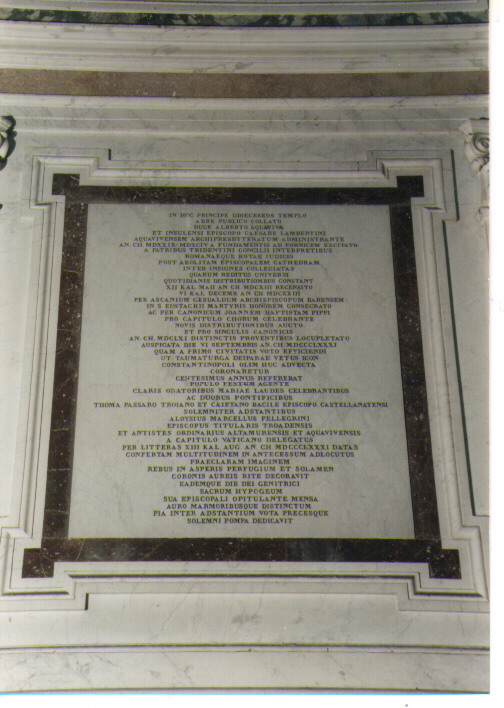 IN HOC PRINCIPE DIOECESEOS TEMPLO
AERE PUBLICO COLLATO
DUCE ALBERTO AQUAVIVA
ET INSULENSI EPISCOPO CAESARE LAMBERTINI
AQUAVIVENSEM ARCHIPRESBYTERATUM ADMINISTRANTE
AN CH MDXXIX-MDXCIV A FUNDAMENTO AD FORNICEM EXCITATO
A PATRIBUS TRIDENTINI CONCILII INTERPRETIBUS
ROMANAEQUE ROTAE IUDICIO
POST ABOLITAM EPISCOPALEM CATHEDRAM
INTER INSIGNES COLLEGIATAS
QUARUM REDITUS UNIVERSI
QUOTIDIANIS DISTRIBUTIONIBUS CONSTANT
XII KAL MAII AN CH MDCXIII RECENSITO
VI KAL DECEMB AN CH MDCXXIII
PER ASCANIUM GESUALDUM ARCHIEPISCOPUM BARENSEM
IN S. EUSTACHII MARTYRIS HONOREM CONSECRATO
AC PER CANONICUM JOANNEM BAPTISTAM PIPPI
PRO CAPITULO CHORUM CELEBRANTE
NOVIS DISTRIBUTIONIBUS AUCTO
ET PRO SINGULIS CANONICIS
AN. CH. MDCLXI DISTINCTIS PROVENTIBUS LOCUPLETATO
AUSPICATA DIE VI SEPTEMBRIS AN. CH MDCCCLXXXI
QUAM A PRIMO CIVITATIS VOTO EFFICIENDI
UT TAUMATURGA DEIPARAE VETUS ICON
CONSTANTINOPOLI OLIM HUC ADVECTA
CORONARETUR
CENTESIMUS ANNUS REFEREBAT
POPULO FESTUM AGENTE
CLARIS ORATORIBUS MARIAE LAUDES CELEBRANTIBUS
AC DUOBUS PONTIFICIBUS
THOMA PASSARO TROIANO ET CAIETANO BACILE EPISCOPO CASTELLANATENSI
SOLEMNITER ADSTANTIBUS
ALOYSIUS MARCELLUS PELLEGRINI
EPISCOPUS TITULARIS TROADENSIS
ET ANTISTES ORDINARIUS ALTAMURENSIS ET AQUAVIVENSIS
A CAPITULO VATICANO DELEGATUS
PER LITTERAS XIII KAL AUG. AN. CH MDCCCLXXXI DATAS
CONFERTAM MULTITUDINEM IN ANTECESSUM ADLOCUTUS
PRAECLARAM IMAGINEM
REBUS IN ASPERIS PERFUGIUM ET SOLAMEN
CORONIS AUREIS RITE DECORAVIT
EADEMQUE DIE DEI GENITRICI
SACRUM HYPOGEUM
SUA EPISCOPALI OPITULANTE MENSA
AURO MARMORIBUSQUE DISTINCTUM
PIA INTER ADSTANTIUM VOTA PRECESQUE
SOLEMNI POMPA DEDICAVIT